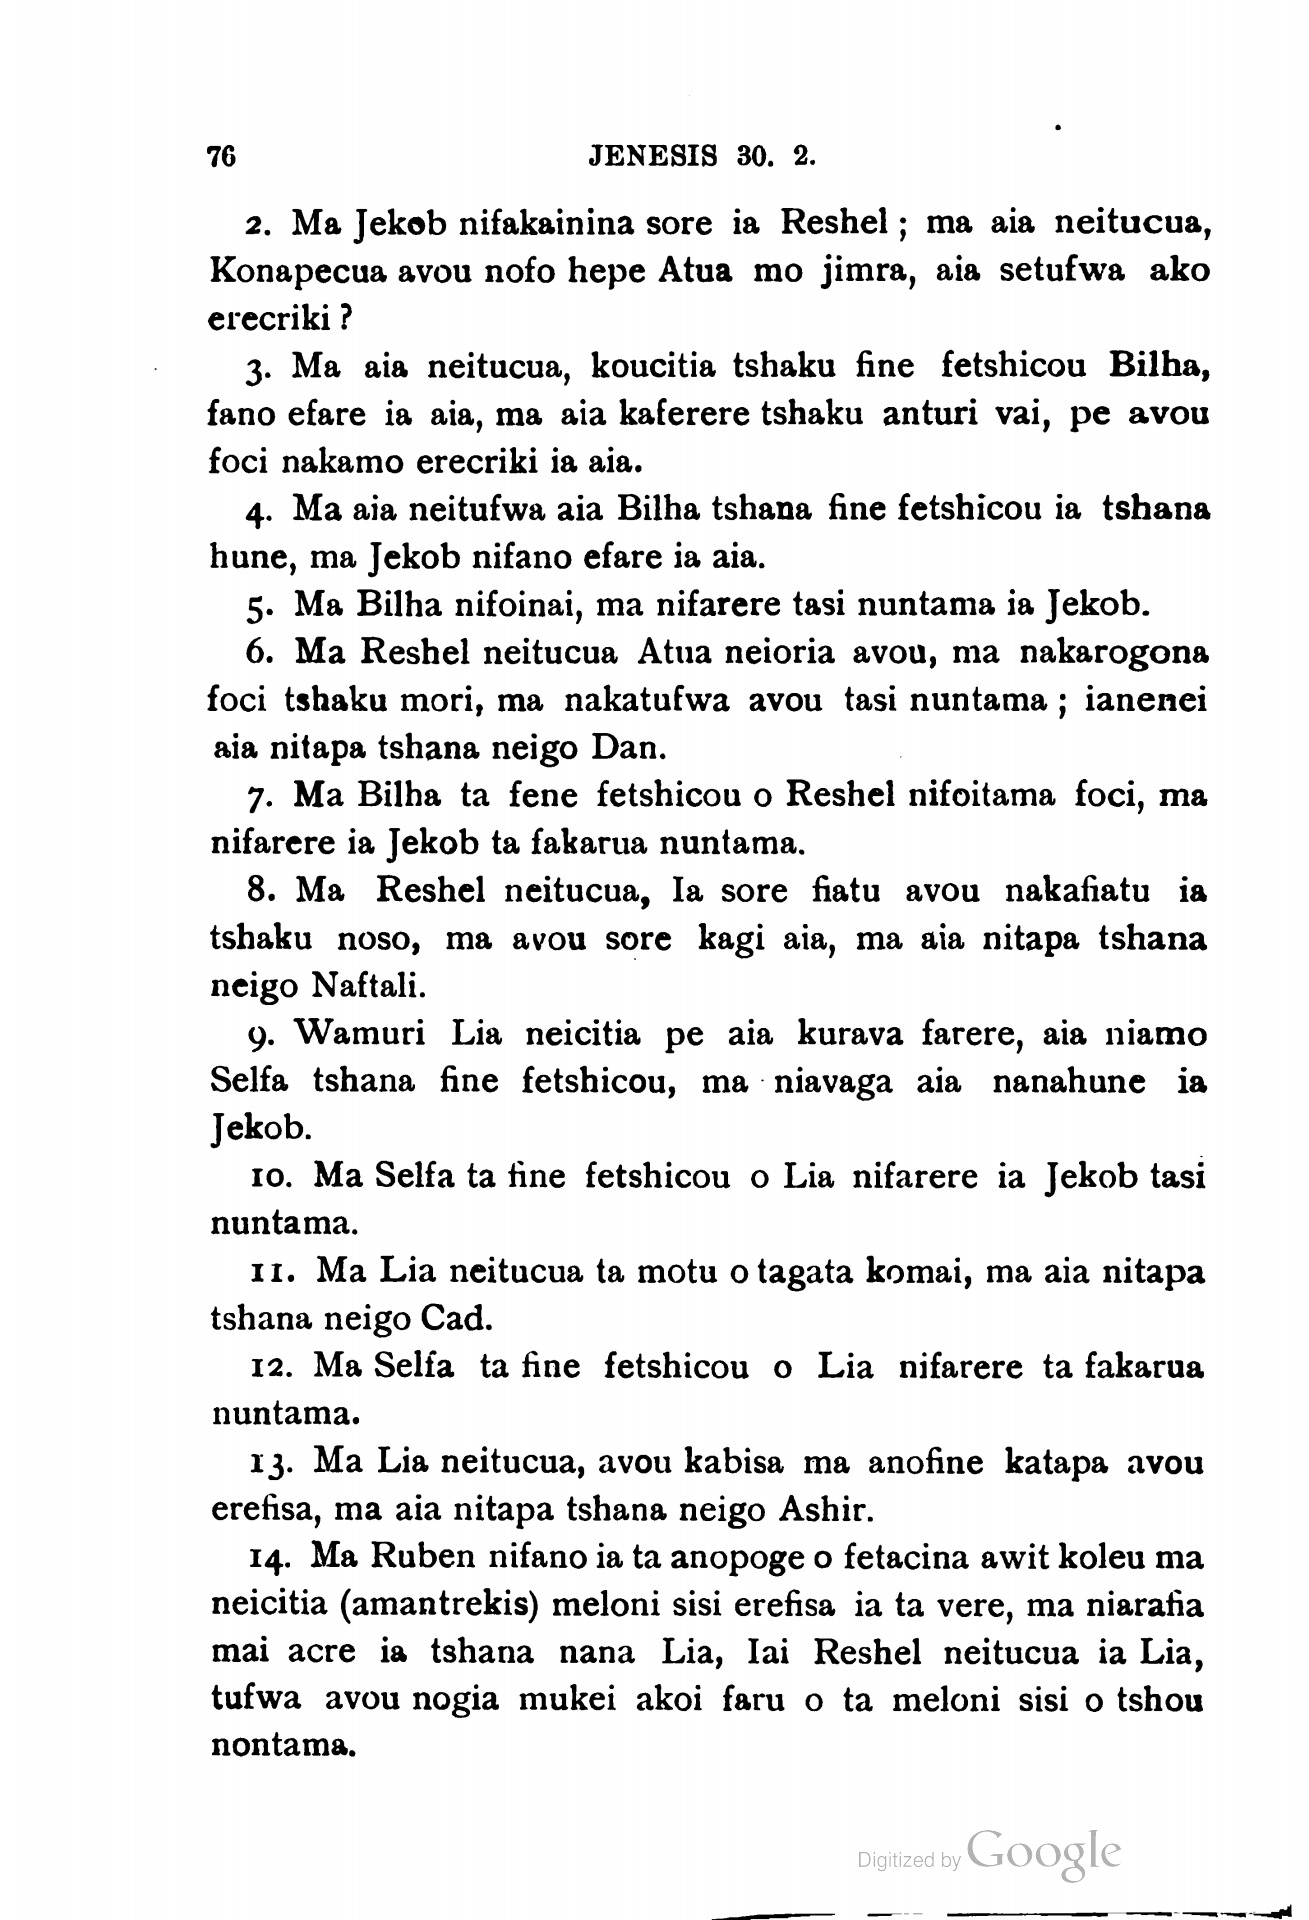 76 JENESIS 30. 2.
2. Ma Jekob nifakainina sore ia Reshel ; ma aia neitucua,
Konapecua avou nofo hepe Atua mo jimra, aia setufwa ako
erecriki ?
3. Ma aia neitucua, koucitia tshaku fine fetshicou Bilha,
fano efare ia aia, ma aia kaferere tshaku anturi vai, pe avou
foci nakamo erecriki ia aia.
4. Ma aia neitufwa aia Bilha tshana fine fetshicou ia tshana
hune, ma Jekob nifano efare ia aia.
5. Ma Bilha nifoinai, ma nifarere tasi nuntama ia Jekob.
6. Ma Reshel neitucua Atua neioria avou, ma nakarogona
foci tshaku mori, ma nakatufwa avou tasi nuntama ; ianenei
aia nitapa tshana neigo Dan.
7. Ma Bilha ta fene fetshicou o Reshel nifoitama foci, ma
nifarere ia Jekob ta fakarua nuntama.
8. Ma Reshel neitucua, Ia sore fiatu avou nakafiatu ia
tshaku noso, ma avou sore kagi aia, ma aia nitapa tshana
neigo Naftali.
9. Wamuri Lia neicitia pe aia kurava farere, aia niamo
Selfa tshana fine fetshicou, ma niavaga aia nanahune ia
Jekob.
10. Ma Selfa ta fine fetshicou o Lia nifarere ia Jekob tasi
nuntama.
11. Ma Lia neitucua ta motu o tagata komai, ma aia nitapa
tshana neigo Cad.
12. Ma Selfa ta fine fetshicou o Lia nifarere ta fakarua
nuntama.
13. Ma Lia neitucua, avou kabisa ma anofine katapa avou
erefisa, ma aia nitapa tshana neigo Ashir.
14. Ma Ruben nifano ia ta anopoge o fetacina awit koleu ma
neicitia (amantrekis) meloni sisi erefisa ia ta vere, ma niarafia
mai acre ia tshana nana Lia, Iai Reshel neitucua ia Lia,
tufwa avou nogia mukei akoi faru o ta meloni sisi o tshou
nontama.
Digitized by Google